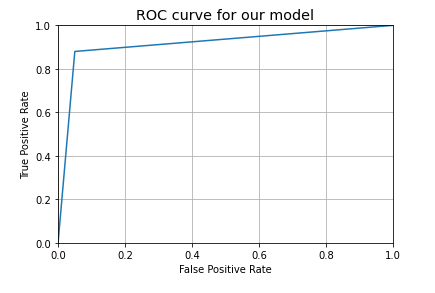 ROC curve for our model
1.0
0.8
0.6
0.4
0.2
0.0
True Positive Rate
0.0 0.2 0.4 0.6 0.8 1.0
False Positive Rate